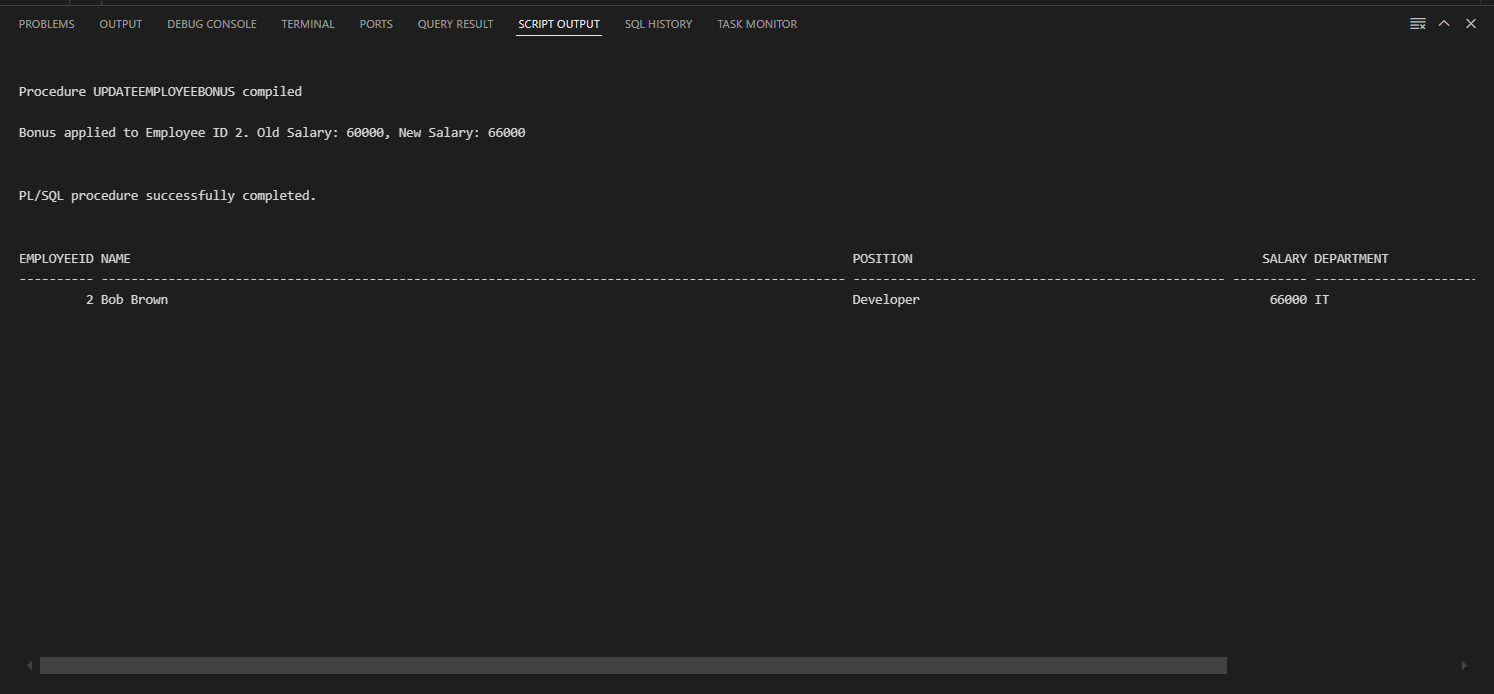 PROBLEMS OUTPUT DEBUG CONSOLE TERMINAL PORTS QUERY RESULT SCRIPT OUTPUT SQL HISTORY TASK MONITOR
Procedure UPDATEEMPLOYEEBONUS compiled
Bonus applied to Employee ID 2. Old Salary: 60000, New Salary: 66000
PL/SQL procedure successfully completed.
EMPLOYEEID NAME POSITION SALARY DEPARTMENT
---------- ---------------------------------------------------------------------------------------------------- -------------------------------------------------- ---------- ----------------------
2 Bob Brown Developer 66000 IT